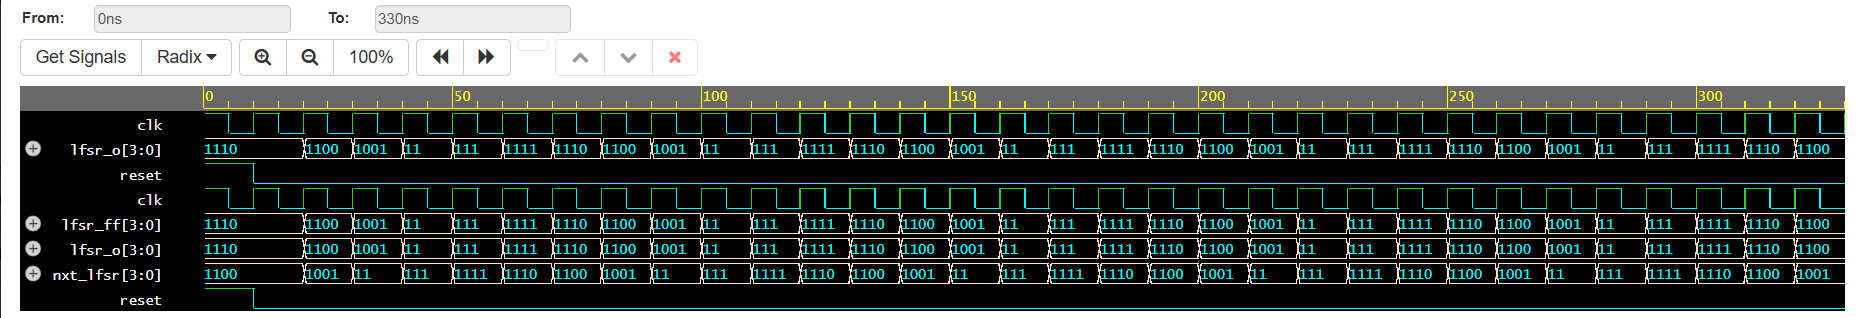 From: 0ns To: 330ns
Get Signals Radix 100%
0 50 100 150 200 250 300
clk
lfsr_o[3:0] 1110 1100 1001 11 111 1111 1110 1100 1001 11 111 1111 1110 1100 1001 11 111 1111 1110 1100 1001 11 111 1111 1110 1100 1001 11 111 1111 1110 1100
reset
clk
lfsr_ff[3:0] 1110 1100 1001 11 111 1111 1110 1100 1001 11 111 1111 1110 1100 1001 11 111 1111 1110 1100 1001 11 111 1111 1110 1100 1001 11 111 1111 1110 1100
lfsr_o[3:0] 1110 1100 1001 11 111 1111 1110 1100 1001 11 111 1111 1110 1100 1001 11 111 1111 1110 1100 1001 11 111 1111 1110 1100 1001 11 111 1111 1110 1100
nxt_lfsr[3:0] 1100 1001 11 111 1111 1110 1100 1001 11 111 1111 1110 1100 1001 11 111 1111 1110 1100 1001 11 111 1111 1110 1100 1001 11 111 1111 1110 1100 1001
reset